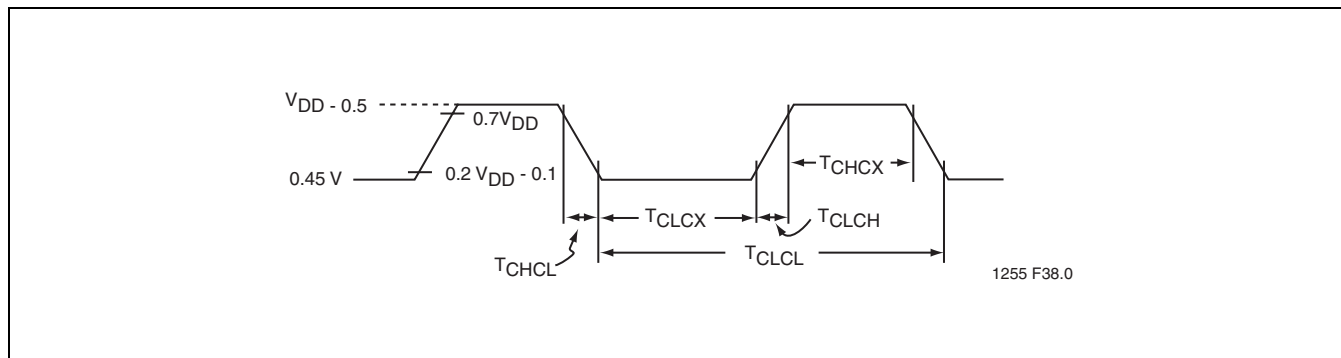 VDD - 0.5
0.7VDD
0.45 V
0.2 VDD - 0.1
TCHCX
TCLCX
TCLCH
TCHCL
TCLCL
1255 F38.0